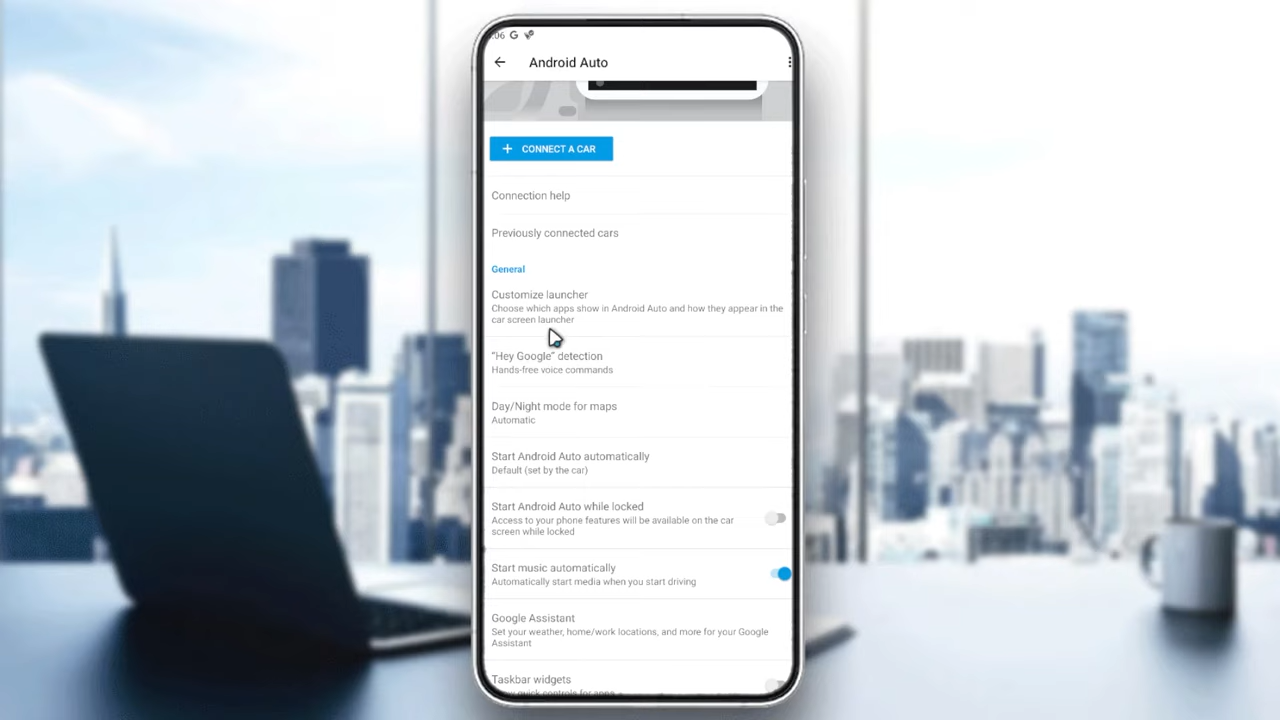 :06 G
Android Auto
+ CONNECT A CAR
Connection help
Previously connected cars
General
Customize launcher
Choose which apps show in Android Auto and how they appear in the
car screen launcher
"Hey Google" detection
Hands-free voice commands
Day/Night mode for maps
Automatic
Start Android Auto automatically
Default (set by the car)
Start Android Auto while locked
Access to your phone features will be available on the car
screen while locked
Start music automatically
Automatically start media when you start driving
Google Assistant
Set your weather, home/work locations, and more for your Google
Assistant
Taskbar widgets
quick controls for apps